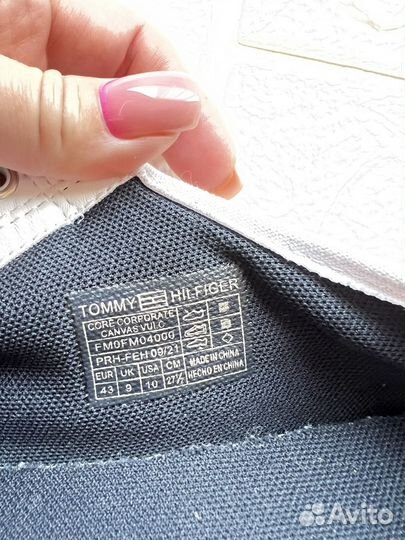 TOMMY HILFIGER
CORE CORPORATE
CANVAS VULC
FM0FM04000
PRH-FEH 09/21
EUR UK USA CM
43 9 10 27½
MADE IN CHINA
HECHO EN CHINA
Avito